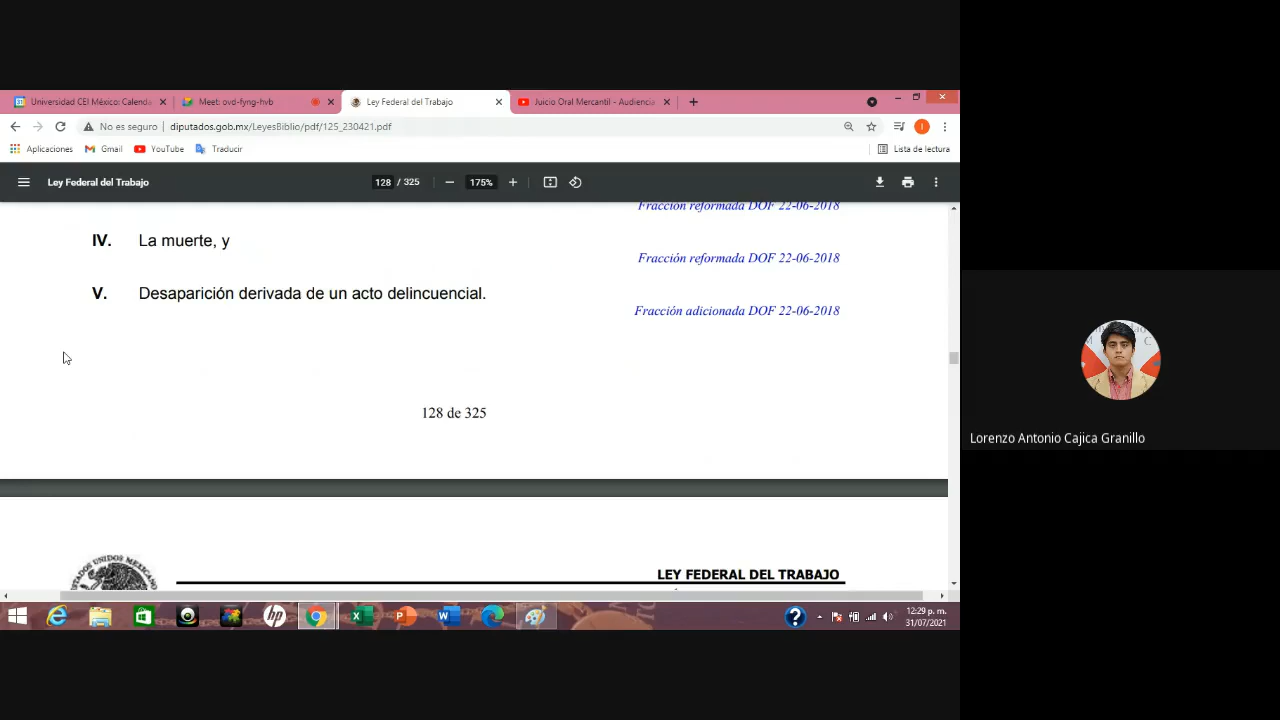 Universidad CEI México: Calenda
Meet: ovd-fyng-hvb
Ley Federal del Trabajo
Juicio Oral Mercantil - Audiencia
No es seguro
diputados.gob.mx/LeyesBiblio/pdf/125_230421.pdf
Aplicaciones
Gmail
YouTube
Traducir
Lista de lectura
Ley Federal del Trabajo
128 / 325
175%
Fracción reformada DOF 22-06-2018
IV. La muerte, y
Fracción reformada DOF 22-06-2018
V. Desaparición derivada de un acto delincuencial.
Fracción adicionada DOF 22-06-2018
128 de 325
ESTADOS UNIDOS MEXICANOS
LEY FEDERAL DEL TRABAJO
12:29 p. m.
31/07/2021
Lorenzo Antonio Cajica Granillo